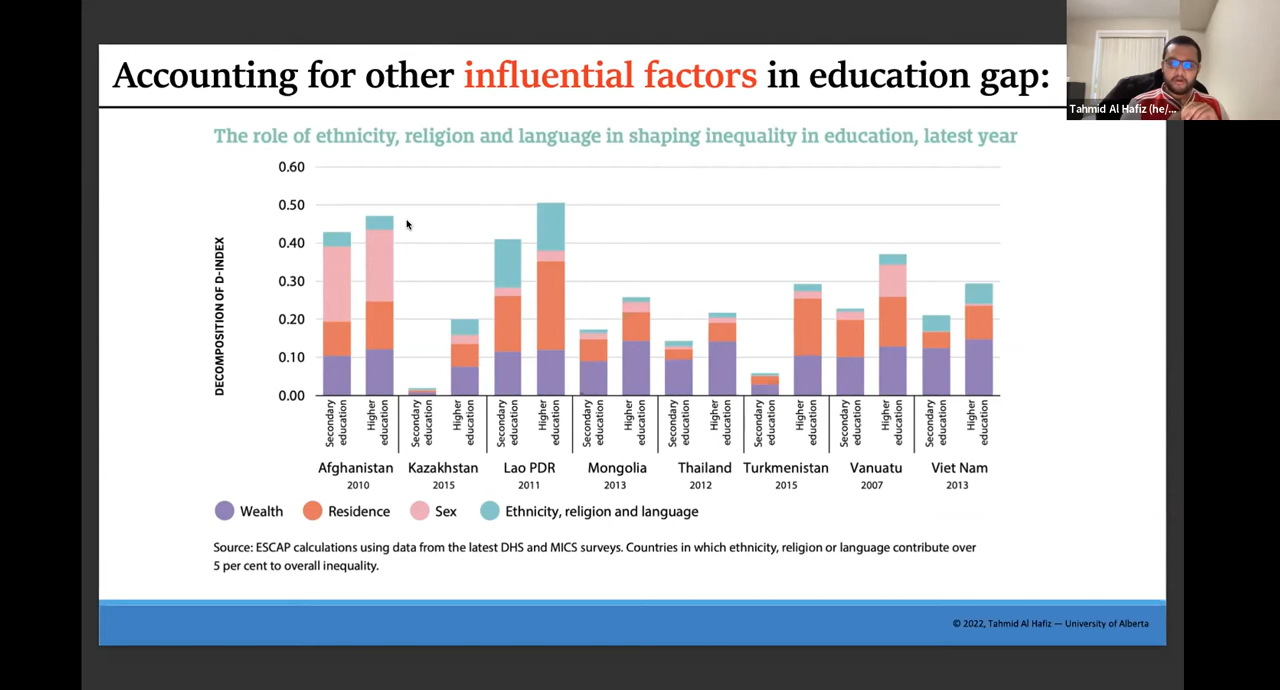 Accounting for other influential factors in education gap:
Tahmid Al Hafiz (he/...
The role of ethnicity, religion and language in shaping inequality in education, latest year
DECOMPOSITION OF D-INDEX
0.60
0.50
0.40
0.30
0.20
0.10
0.00
Secondary education
Higher education
Secondary education
Higher education
Secondary education
Higher education
Secondary education
Higher education
Secondary education
Higher education
Secondary education
Higher education
Secondary education
Higher education
Secondary education
Higher education
Afghanistan Kazakhstan Lao PDR Mongolia Thailand Turkmenistan Vanuatu Viet Nam
2010 2015 2011 2013 2012 2015 2007 2013
Wealth Residence Sex Ethnicity, religion and language
Source: ESCAP calculations using data from the latest DHS and MICS surveys. Countries in which ethnicity, religion or language contribute over
5 per cent to overall inequality.
© 2022, Tahmid Al Hafiz — University of Alberta